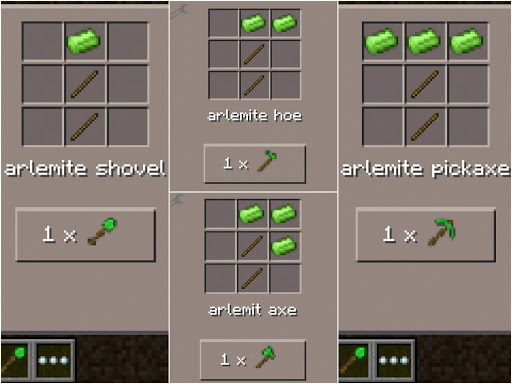 arlemite shovel
1 x
arlemite hoe
1 x
arlemit axe
1 x
arlemite pickaxe
1 x